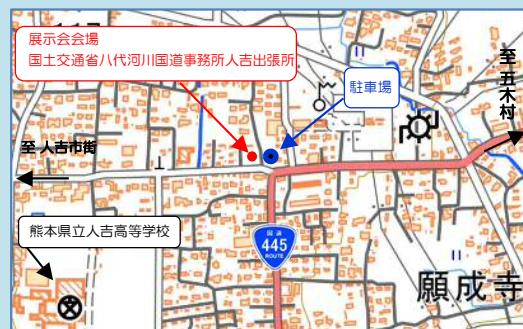 展示会会場
国土交通省八代河川国道事務所人吉出張所
駐車場
至 五木村
至 人吉市街
熊本県立人吉高等学校
国道
445
ROUTE
願成寺